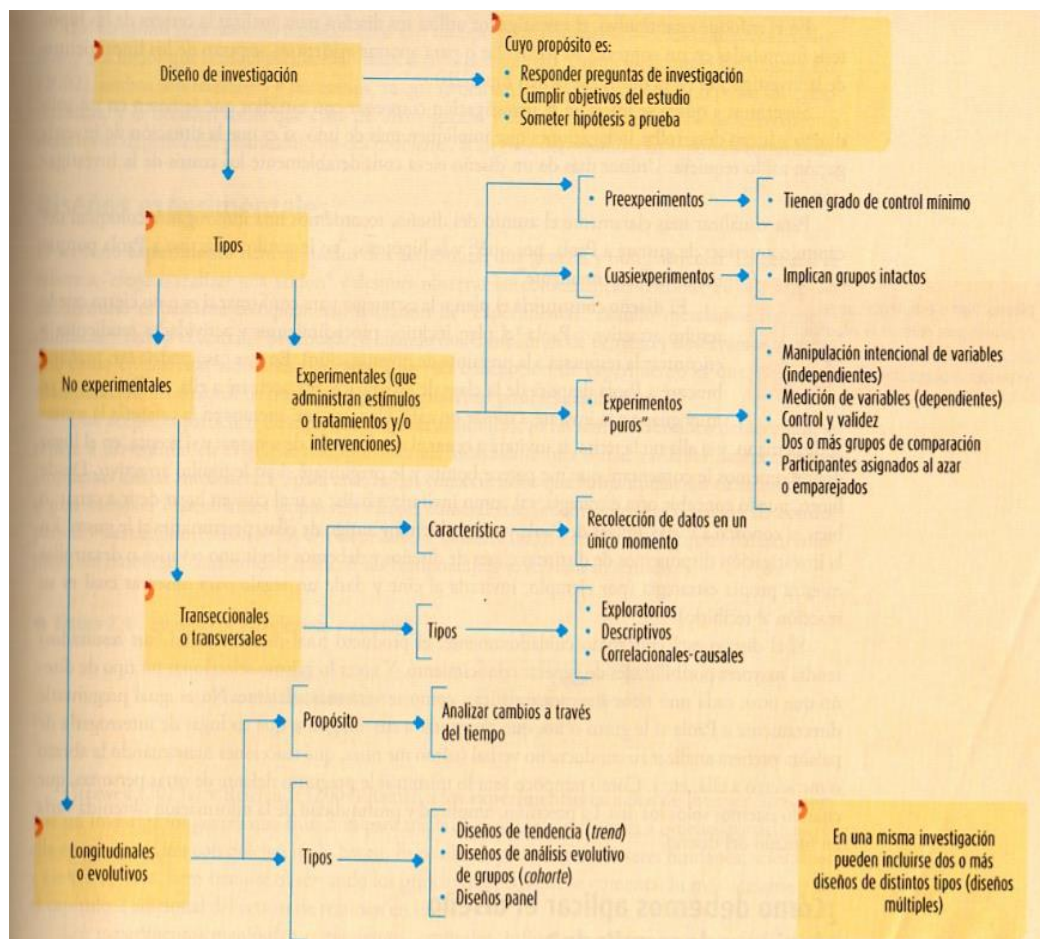 Diseño de investigación
Cuyo propósito es:
• Responder preguntas de investigación
• Cumplir objetivos del estudio
• Someter hipótesis a prueba
Tipos
• Preexperimentos
• Tienen grado de control mínimo
• Cuasiexperimentos
• Implican grupos intactos
No experimentales
Experimentales (que
administran estímulos
o tratamientos y/o
intervenciones)
• Experimentos
"puros"
• Manipulación intencional de variables
(independientes)
• Medición de variables (dependientes)
• Control y validez
• Dos o más grupos de comparación
• Participantes asignados al azar
o emparejados
Transeccionales
o transversales
Característica
Recolección de datos en un
único momento
Tipos
• Exploratorios
• Descriptivos
• Correlacionales-causales
Longitudinales
o evolutivos
Propósito
Analizar cambios a través
del tiempo
Tipos
• Diseños de tendencia (trend)
• Diseños de análisis evolutivo
de grupos (cohorte)
• Diseños panel
En una misma investigación
pueden incluirse dos o más
diseños de distintos tipos (diseños
múltiples)